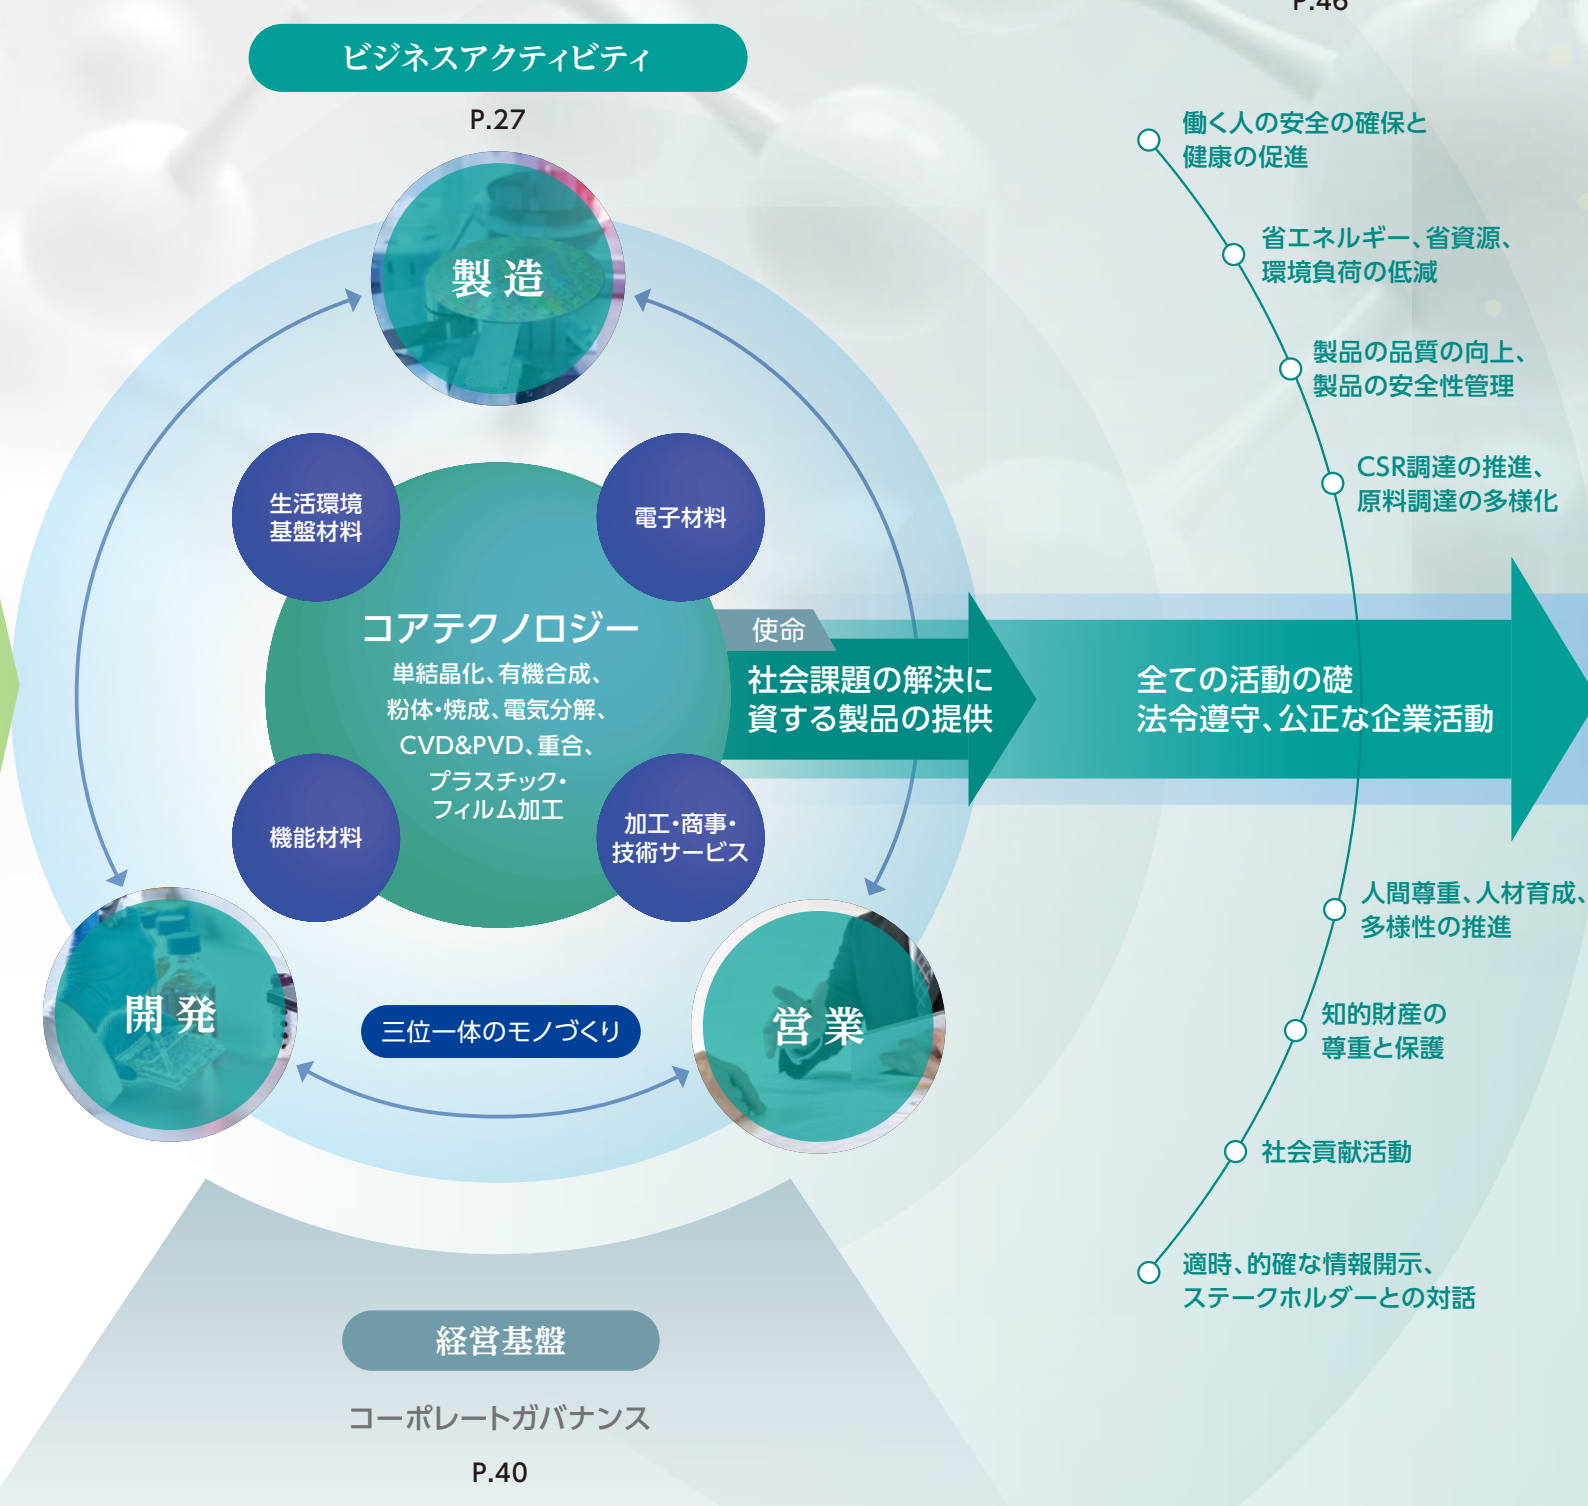 P.46
ビジネスアクティビティ
P.27
製造
生活環境
基盤材料
電子材料
コアテクノロジー
単結晶化、有機合成、
粉体・焼成、電気分解、
CVD&PVD、重合、
プラスチック・
フィルム加工
機能材料
加工・商事・
技術サービス
開発
三位一体のモノづくり
営業
使命
社会課題の解決に
資する製品の提供
経営基盤
コーポレートガバナンス
P.40
働く人の安全の確保と
健康の促進
省エネルギー、省資源、
環境負荷の低減
製品の品質の向上、
製品の安全性管理
CSR調達の推進、
原料調達の多様化
全ての活動の礎
法令遵守、公正な企業活動
人間尊重、人材育成、
多様性の推進
知的財産の
尊重と保護
社会貢献活動
適時、的確な情報開示、
ステークホルダーとの対話